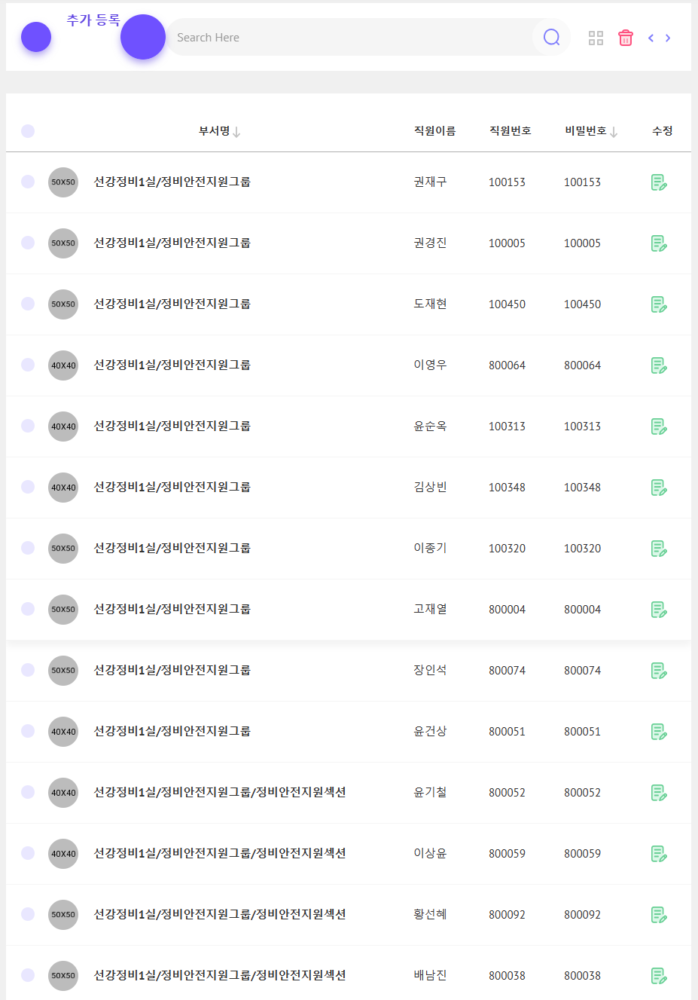 추가 등록
Search Here
부서명 직원이름 직원번호 비밀번호 수정
50X50 선강정비1실/정비안전지원그룹 권재구 100153 100153
50X50 선강정비1실/정비안전지원그룹 권경진 100005 100005
50X50 선강정비1실/정비안전지원그룹 도재현 100450 100450
40X40 선강정비1실/정비안전지원그룹 이영우 800064 800064
40X40 선강정비1실/정비안전지원그룹 윤순옥 100313 100313
40X40 선강정비1실/정비안전지원그룹 김상빈 100348 100348
50X50 선강정비1실/정비안전지원그룹 이종기 100320 100320
50X50 선강정비1실/정비안전지원그룹 고재열 800004 800004
50X50 선강정비1실/정비안전지원그룹 장인석 800074 800074
40X40 선강정비1실/정비안전지원그룹 윤건상 800051 800051
40X40 선강정비1실/정비안전지원그룹/정비안전지원섹션 윤기철 800052 800052
40X40 선강정비1실/정비안전지원그룹/정비안전지원섹션 이상윤 800059 800059
50X50 선강정비1실/정비안전지원그룹/정비안전지원섹션 황선혜 800092 800092
50X50 선강정비1실/정비안전지원그룹/정비안전지원섹션 배남진 800038 800038